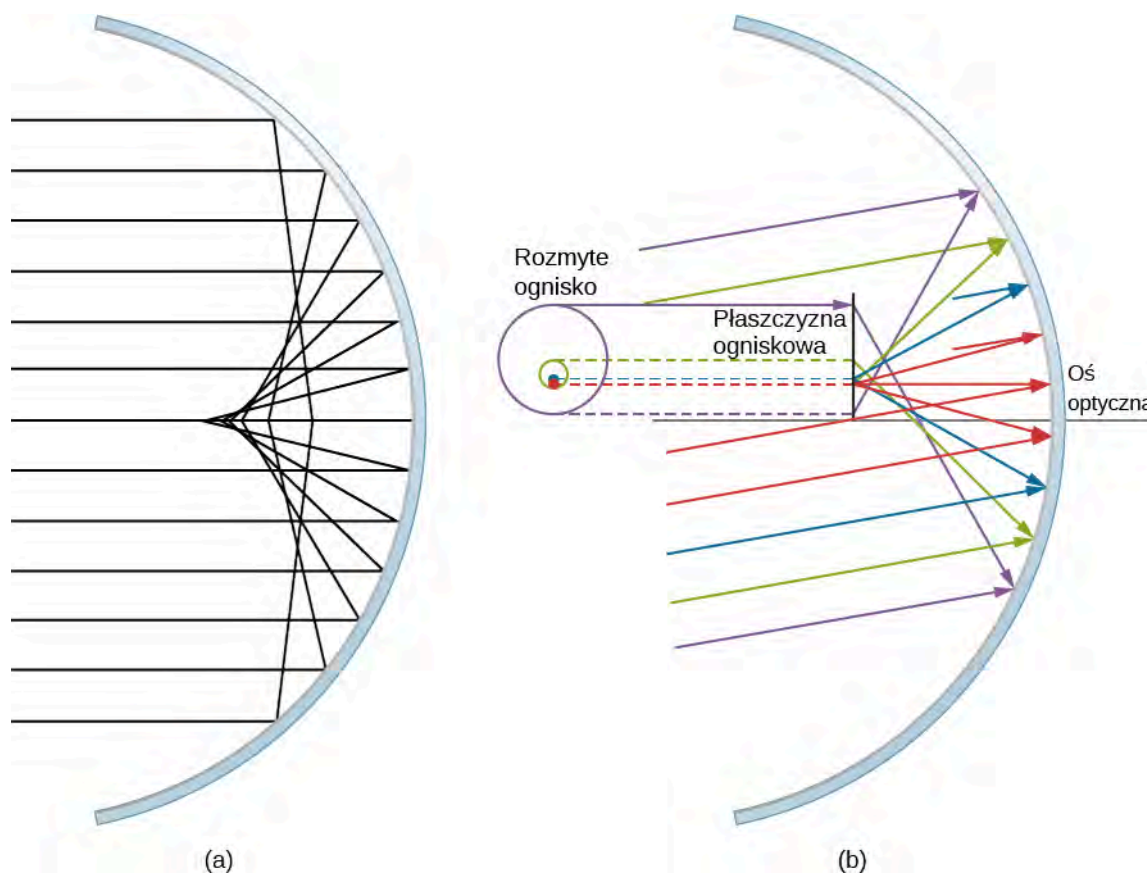 Rozmyte
ognisko
Płaszczyzna
ogniskowa
Oś
optyczna
(a)
(b)